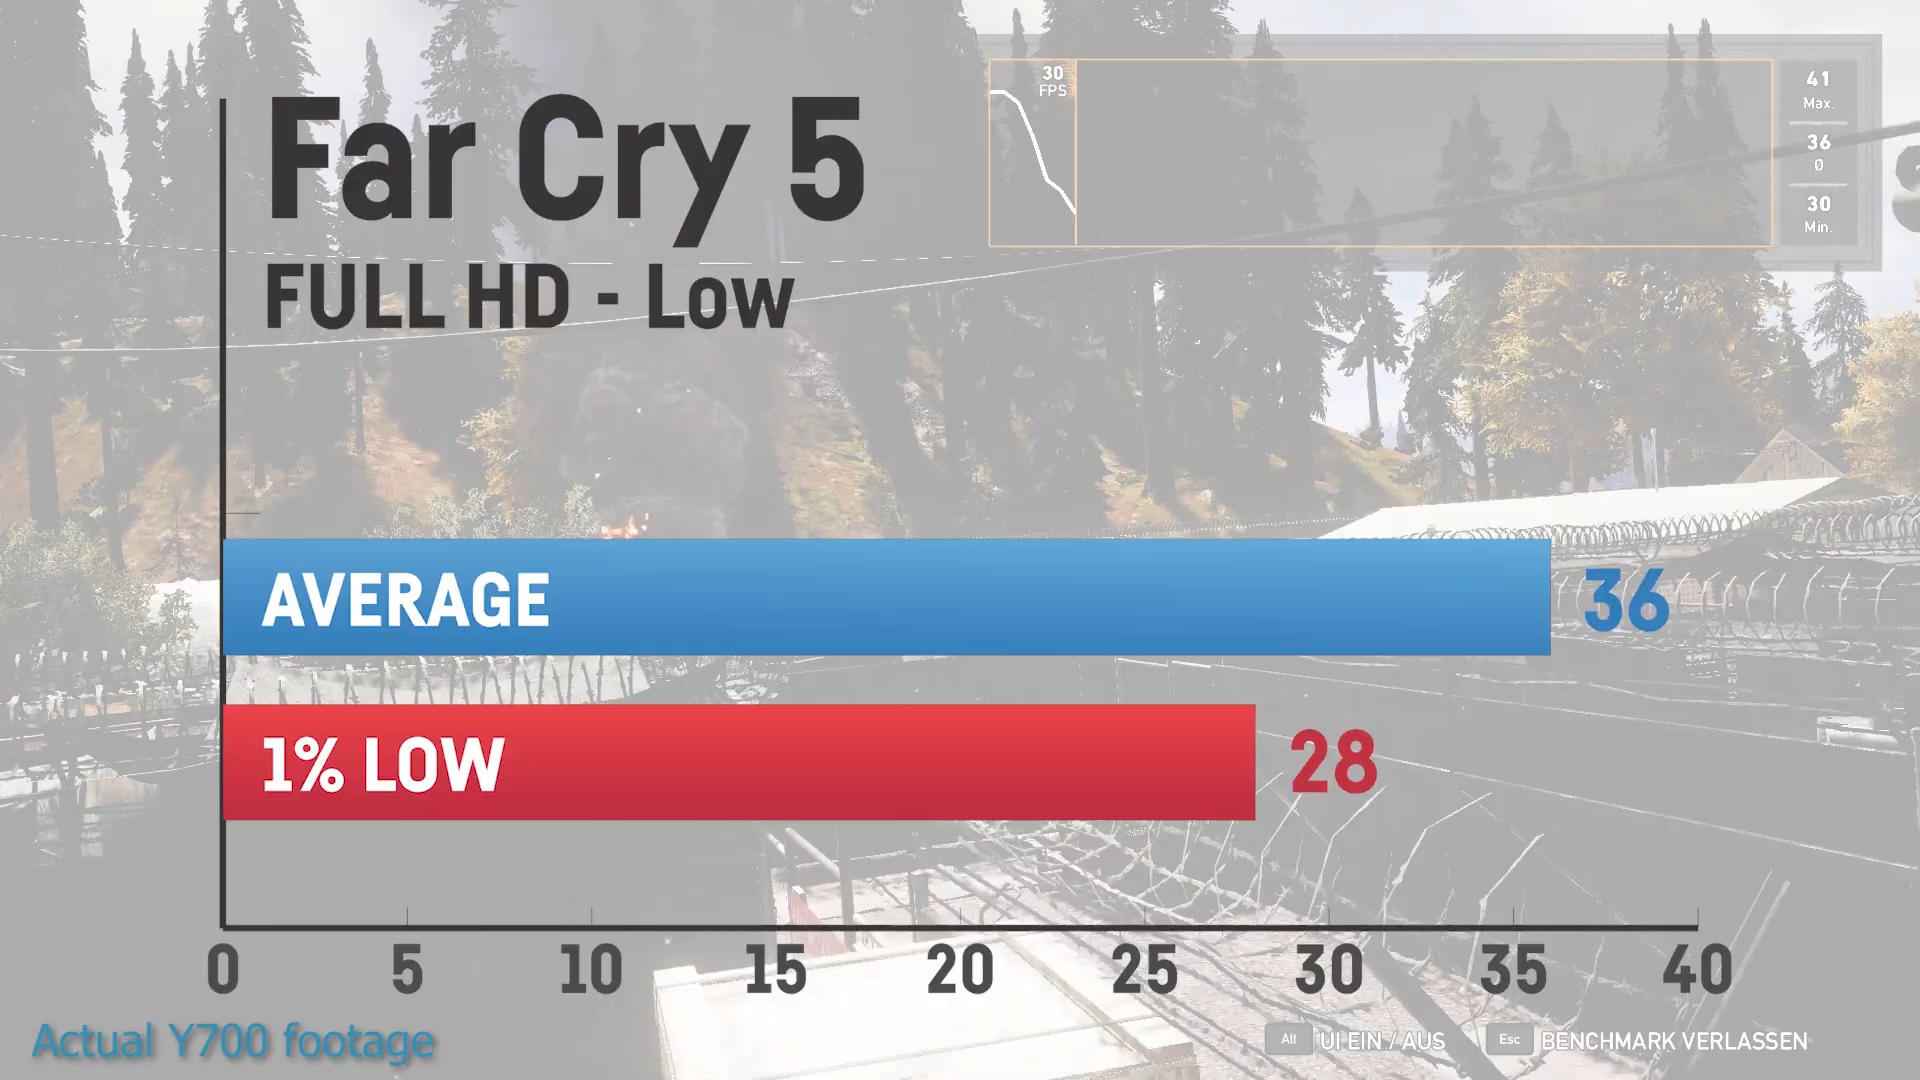 Far Cry 5
FULL HD - Low
30
FPS
41
Max.
36
Ø
30
Min.
AVERAGE
36
1% LOW
28
0 5 10 15 20 25 30 35 40
Actual Y700 footage
Alt UI EIN / AUS Esc BENCHMARK VERLASSEN